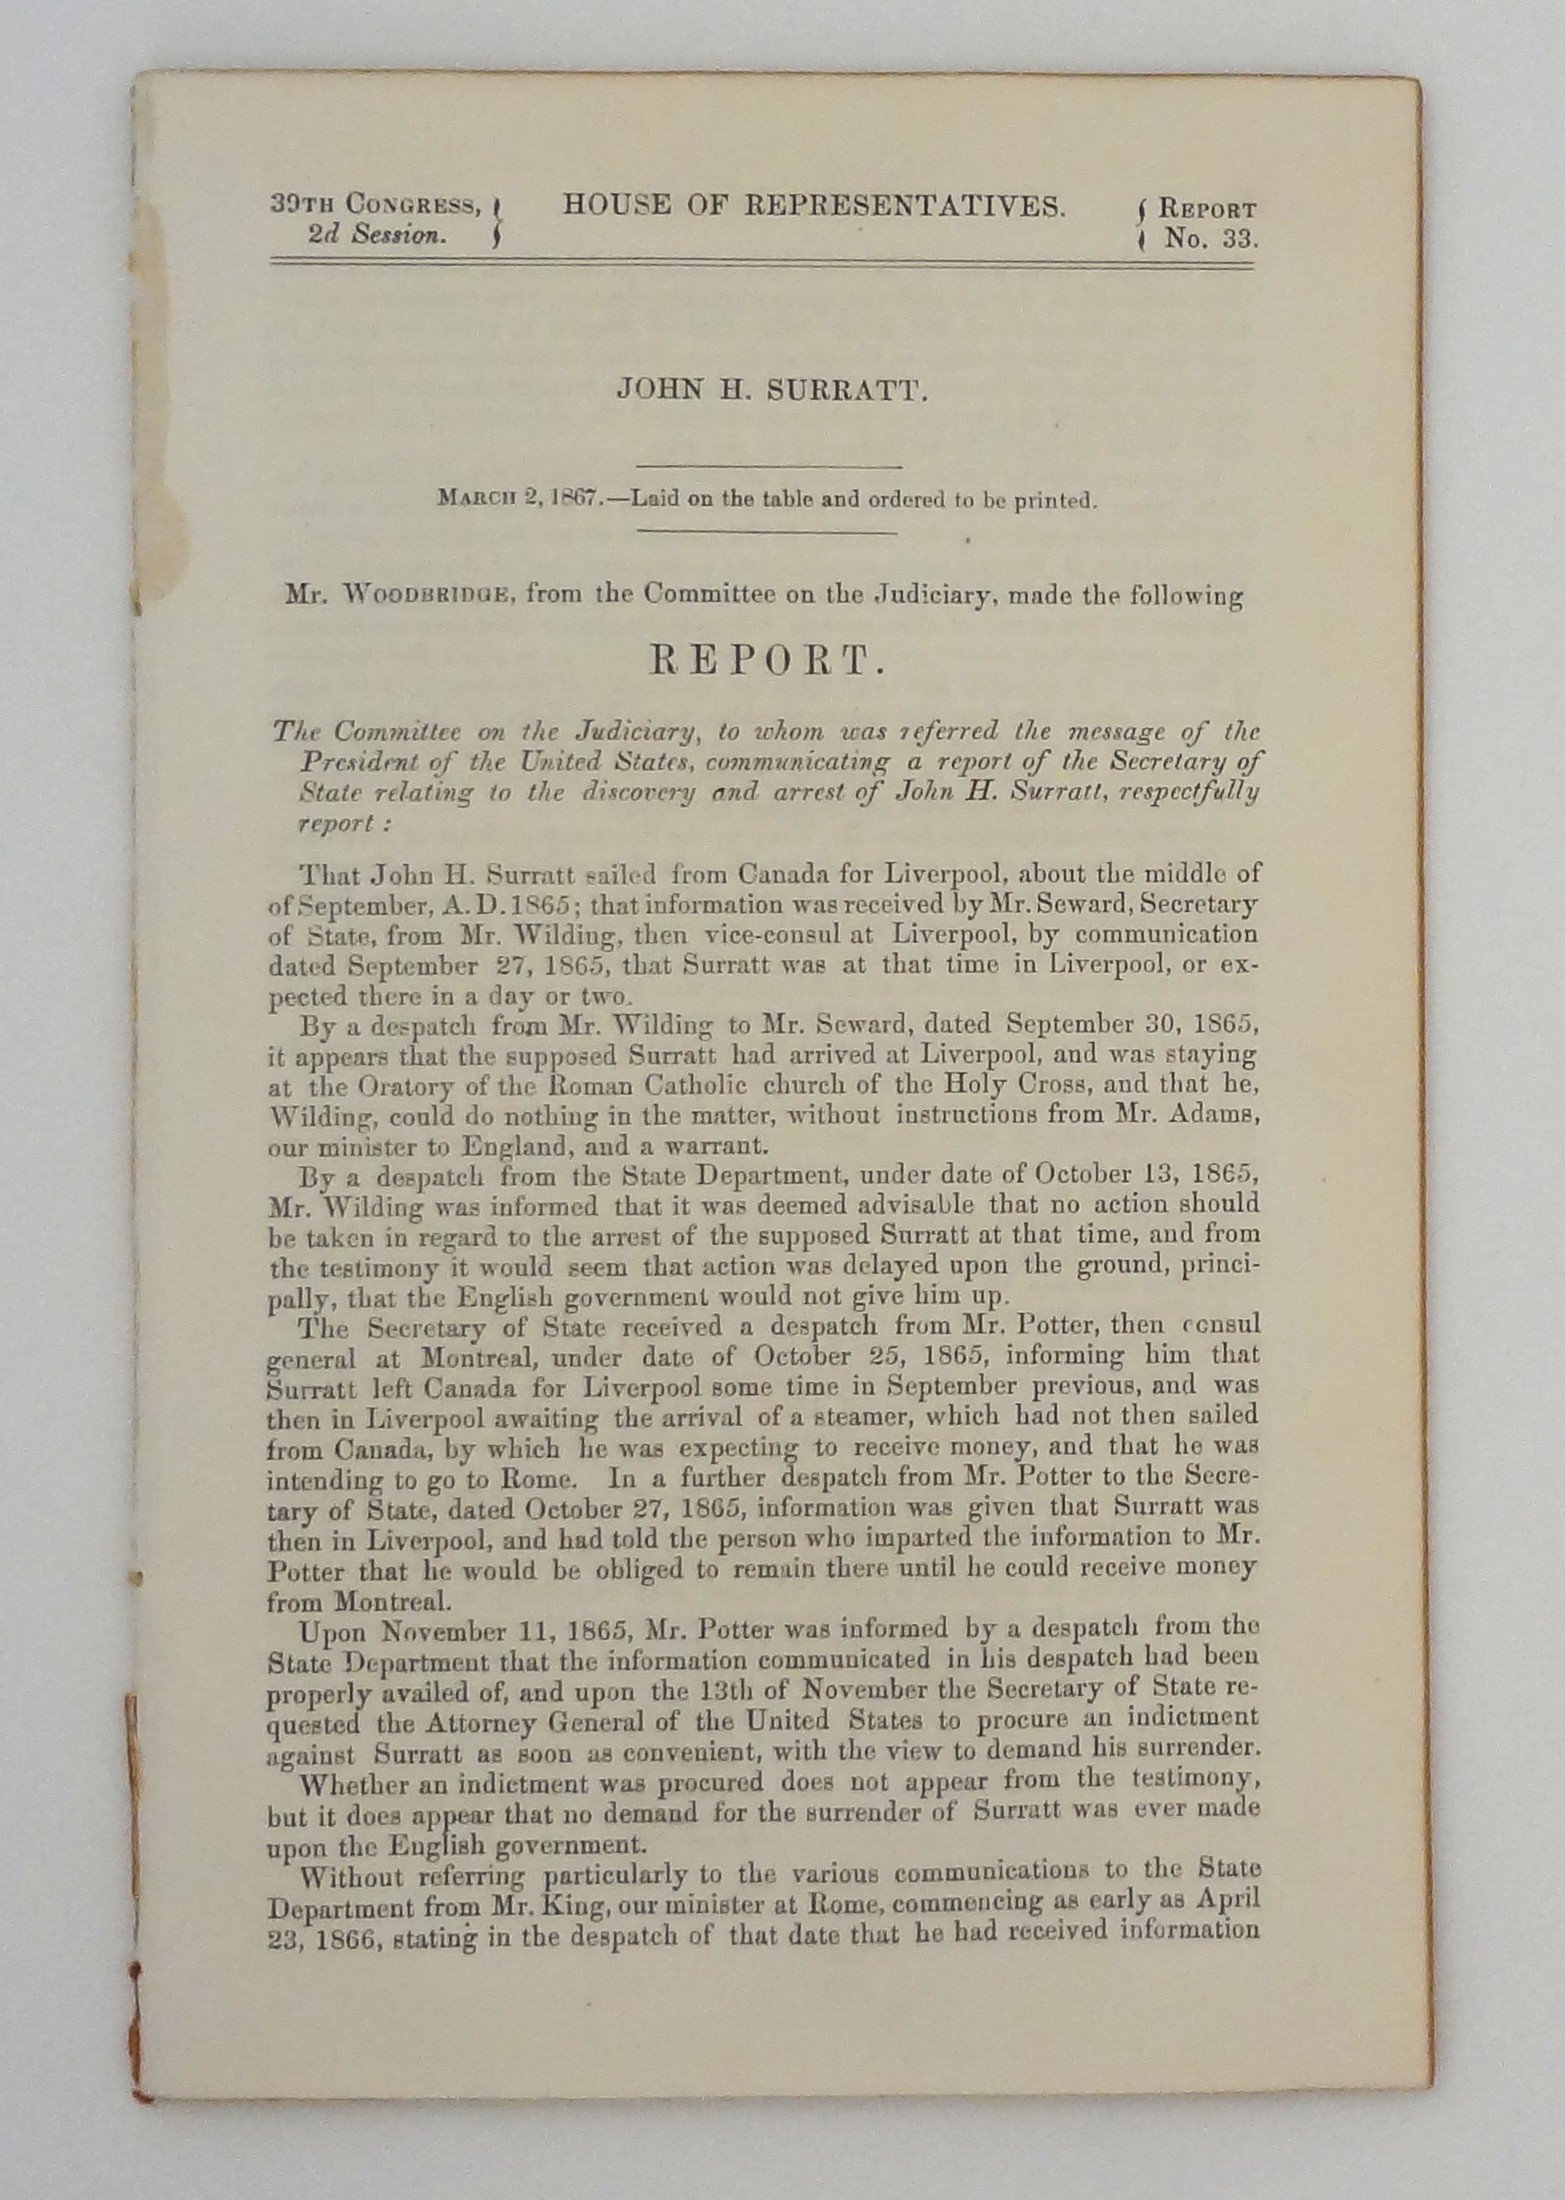 39TH CONGRESS, } HOUSE OF REPRESENTATIVES. { REPORT
2d Session. } { No. 33.
JOHN H. SURRATT.
MARCH 2, 1867.—Laid on the table and ordered to be printed.
Mr. WOODBRIDGE, from the Committee on the Judiciary, made the following
REPORT.
The Committee on the Judiciary, to whom was referred the message of the
President of the United States, communicating a report of the Secretary of
State relating to the discovery and arrest of John H. Surratt, respectfully
report :
That John H. Surratt sailed from Canada for Liverpool, about the middle of
of September, A. D. 1865; that information was received by Mr. Seward, Secretary
of State, from Mr. Wilding, then vice-consul at Liverpool, by communication
dated September 27, 1865, that Surratt was at that time in Liverpool, or ex-
pected there in a day or two.
By a despatch from Mr. Wilding to Mr. Seward, dated September 30, 1865,
it appears that the supposed Surratt had arrived at Liverpool, and was staying
at the Oratory of the Roman Catholic church of the Holy Cross, and that he,
Wilding, could do nothing in the matter, without instructions from Mr. Adams,
our minister to England, and a warrant.
By a despatch from the State Department, under date of October 13, 1865,
Mr. Wilding was informed that it was deemed advisable that no action should
be taken in regard to the arrest of the supposed Surratt at that time, and from
the testimony it would seem that action was delayed upon the ground, princi-
pally, that the English government would not give him up.
The Secretary of State received a despatch from Mr. Potter, then consul
general at Montreal, under date of October 25, 1865, informing him that
Surratt left Canada for Liverpool some time in September previous, and was
then in Liverpool awaiting the arrival of a steamer, which had not then sailed
from Canada, by which he was expecting to receive money, and that he was
intending to go to Rome. In a further despatch from Mr. Potter to the Secre-
tary of State, dated October 27, 1865, information was given that Surratt was
then in Liverpool, and had told the person who imparted the information to Mr.
Potter that he would be obliged to remain there until he could receive money
from Montreal.
Upon November 11, 1865, Mr. Potter was informed by a despatch from the
State Department that the information communicated in his despatch had been
properly availed of, and upon the 13th of November the Secretary of State re-
quested the Attorney General of the United States to procure an indictment
against Surratt as soon as convenient, with the view to demand his surrender.
Whether an indictment was procured does not appear from the testimony,
but it does appear that no demand for the surrender of Surratt was ever made
upon the English government.
Without referring particularly to the various communications to the State
Department from Mr. King, our minister at Rome, commencing as early as April
23, 1866, stating in the despatch of that date that he had received information